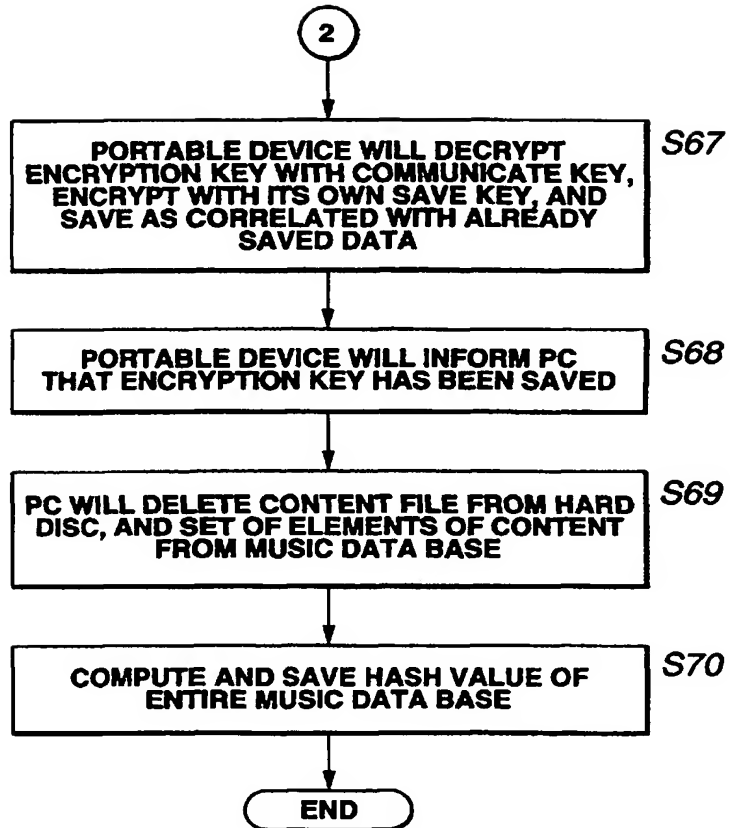 2
PORTABLE DEVICE WILL DECRYPT
ENCRYPTION KEY WITH COMMUNICATE KEY,
ENCRYPT WITH ITS OWN SAVE KEY, AND
SAVE AS CORRELATED WITH ALREADY
SAVED DATA
S67
PORTABLE DEVICE WILL INFORM PC
THAT ENCRYPTION KEY HAS BEEN SAVED
S68
PC WILL DELETE CONTENT FILE FROM HARD
DISC, AND SET OF ELEMENTS OF CONTENT
FROM MUSIC DATA BASE
S69
COMPUTE AND SAVE HASH VALUE OF
ENTIRE MUSIC DATA BASE
S70
END